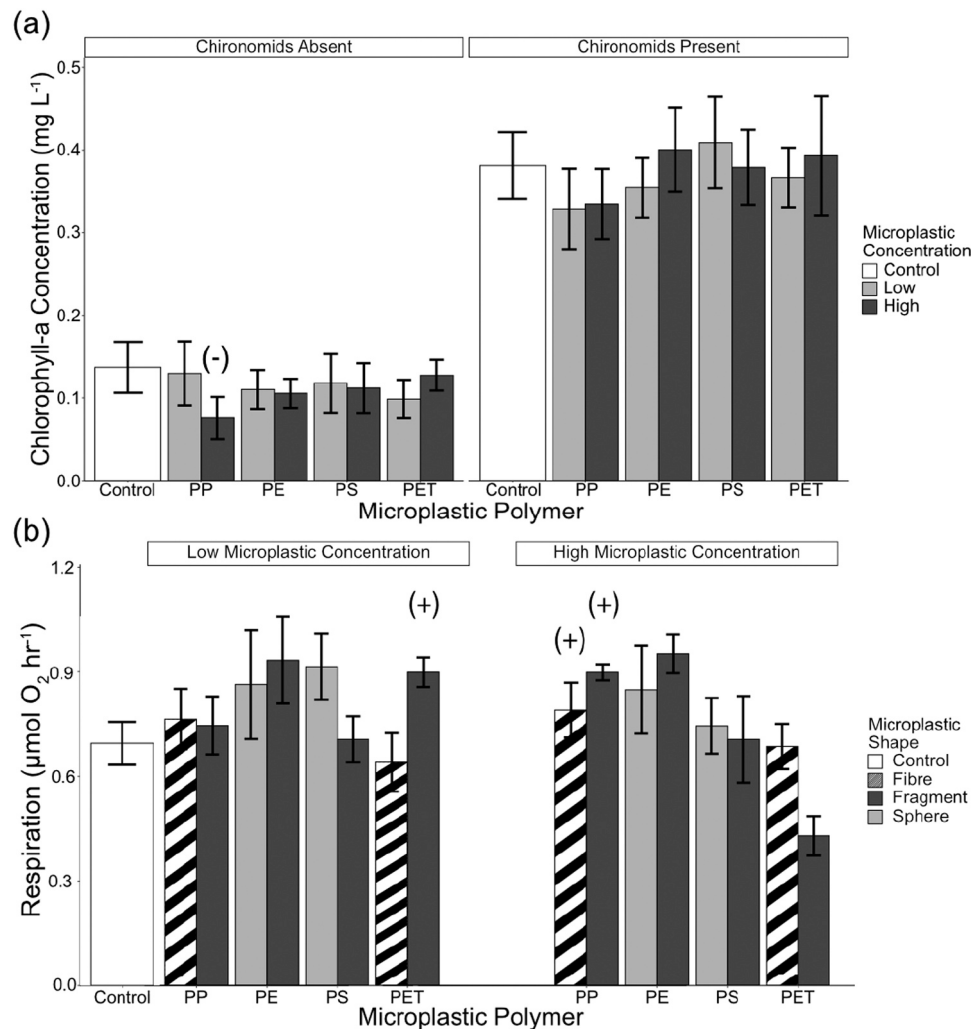 (a)
Chironomids Absent
Chironomids Present
Chlorophyll-a Concentration (mg L⁻¹)
0.5
0.4
0.3
0.2
0.1
0.0
(-)
Control PP PE PS PET
Control PP PE PS PET
Microplastic Polymer
Microplastic
Concentration
Control
Low
High
(b)
Low Microplastic Concentration
High Microplastic Concentration
Respiration (µmol O₂ hr⁻¹)
1.2
0.9
0.6
0.3
0.0
(+)
(+)
(+)
Control PP PE PS PET
PP PE PS PET
Microplastic Polymer
Microplastic
Shape
Control
Fibre
Fragment
Sphere